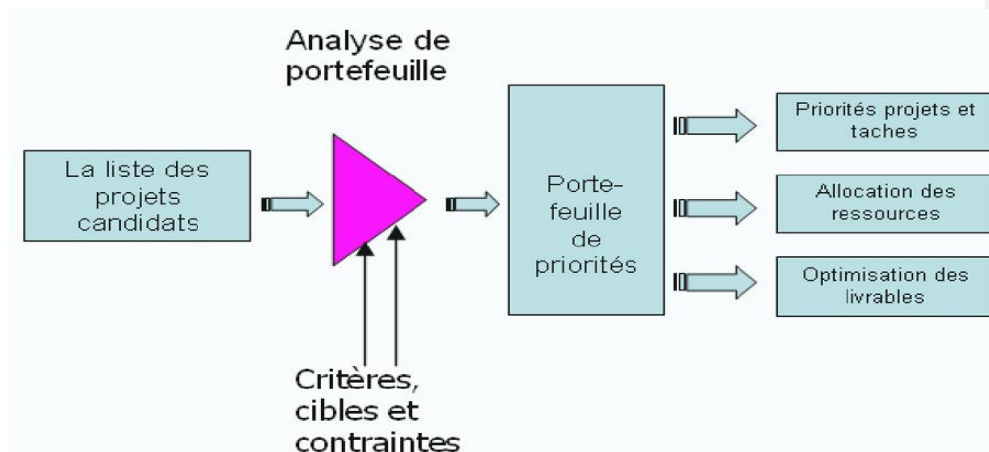 Analyse de
portefeuille
La liste des
projets
candidats
Porte-
feuille
de
priorités
Priorités projets et
taches
Allocation des
ressources
Optimisation des
livrables
Critères,
cibles et
contraintes